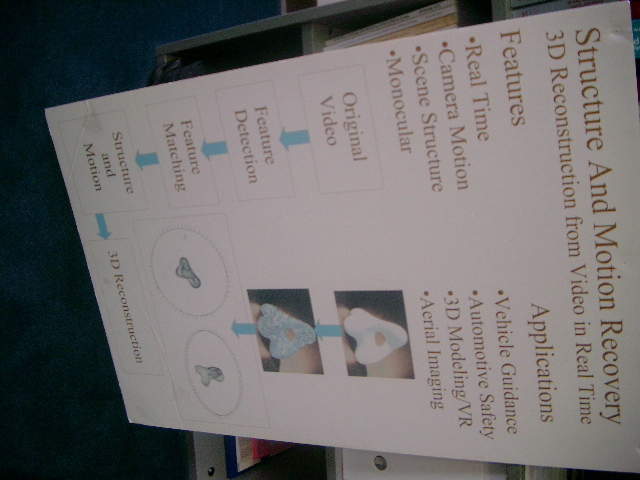 Structure And Motion Recovery
3D Reconstruction from Video in Real Time
Features
•Real Time
•Camera Motion
•Scene Structure
•Monocular
Applications
•Vehicle Guidance
•Automotive Safety
•3D Modeling/VR
•Aerial Imaging
Original
Video
Feature
Detection
Feature
Matching
Structure
and
Motion
3D Reconstruction